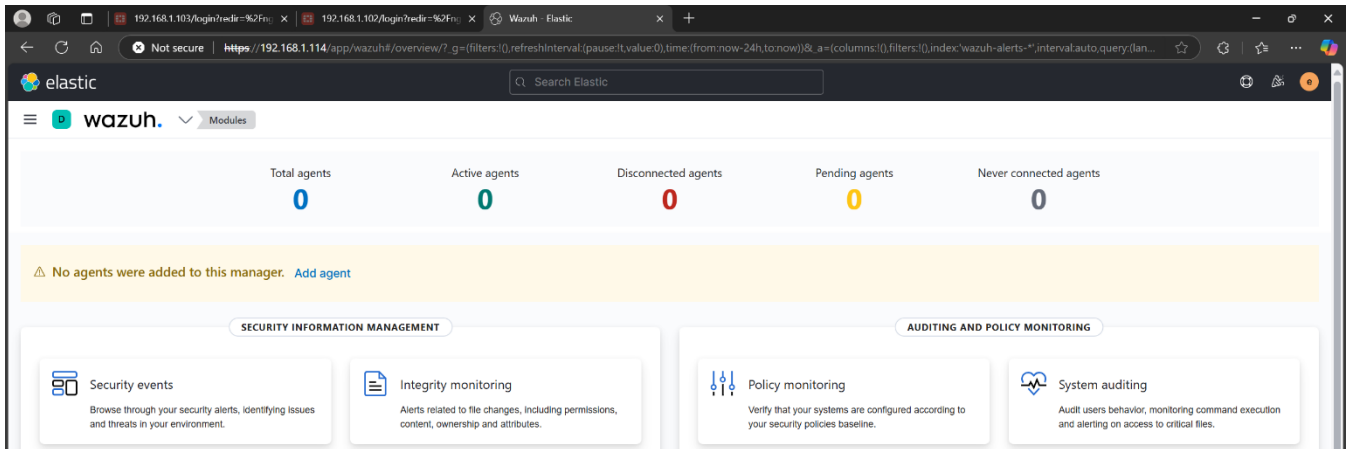 192.168.1.103/login?redir=%2Fng
192.168.1.102/login?redir=%2Fng
Wazuh - Elastic
Not secure
https://192.168.1.114/app/wazuh#/overview/?_g=(filters:!(),refreshInterval:(pause:!t,value:0),time:(from:now-24h,to:now))&_a=(columns:!(),filters:!(),index:'wazuh-alerts-*',interval:auto,query:(lan...
elastic
Search Elastic
e
D
wazuh.
Modules
Total agents
Active agents
Disconnected agents
Pending agents
Never connected agents
0
0
0
0
0
No agents were added to this manager. Add agent
SECURITY INFORMATION MANAGEMENT
Security events
Browse through your security alerts, identifying issues
and threats in your environment.
Integrity monitoring
Alerts related to file changes, including permissions,
content, ownership and attributes.
AUDITING AND POLICY MONITORING
Policy monitoring
Verify that your systems are configured according to
your security policies baseline.
System auditing
Audit users behavior, monitoring command execution
and alerting on access to critical files.